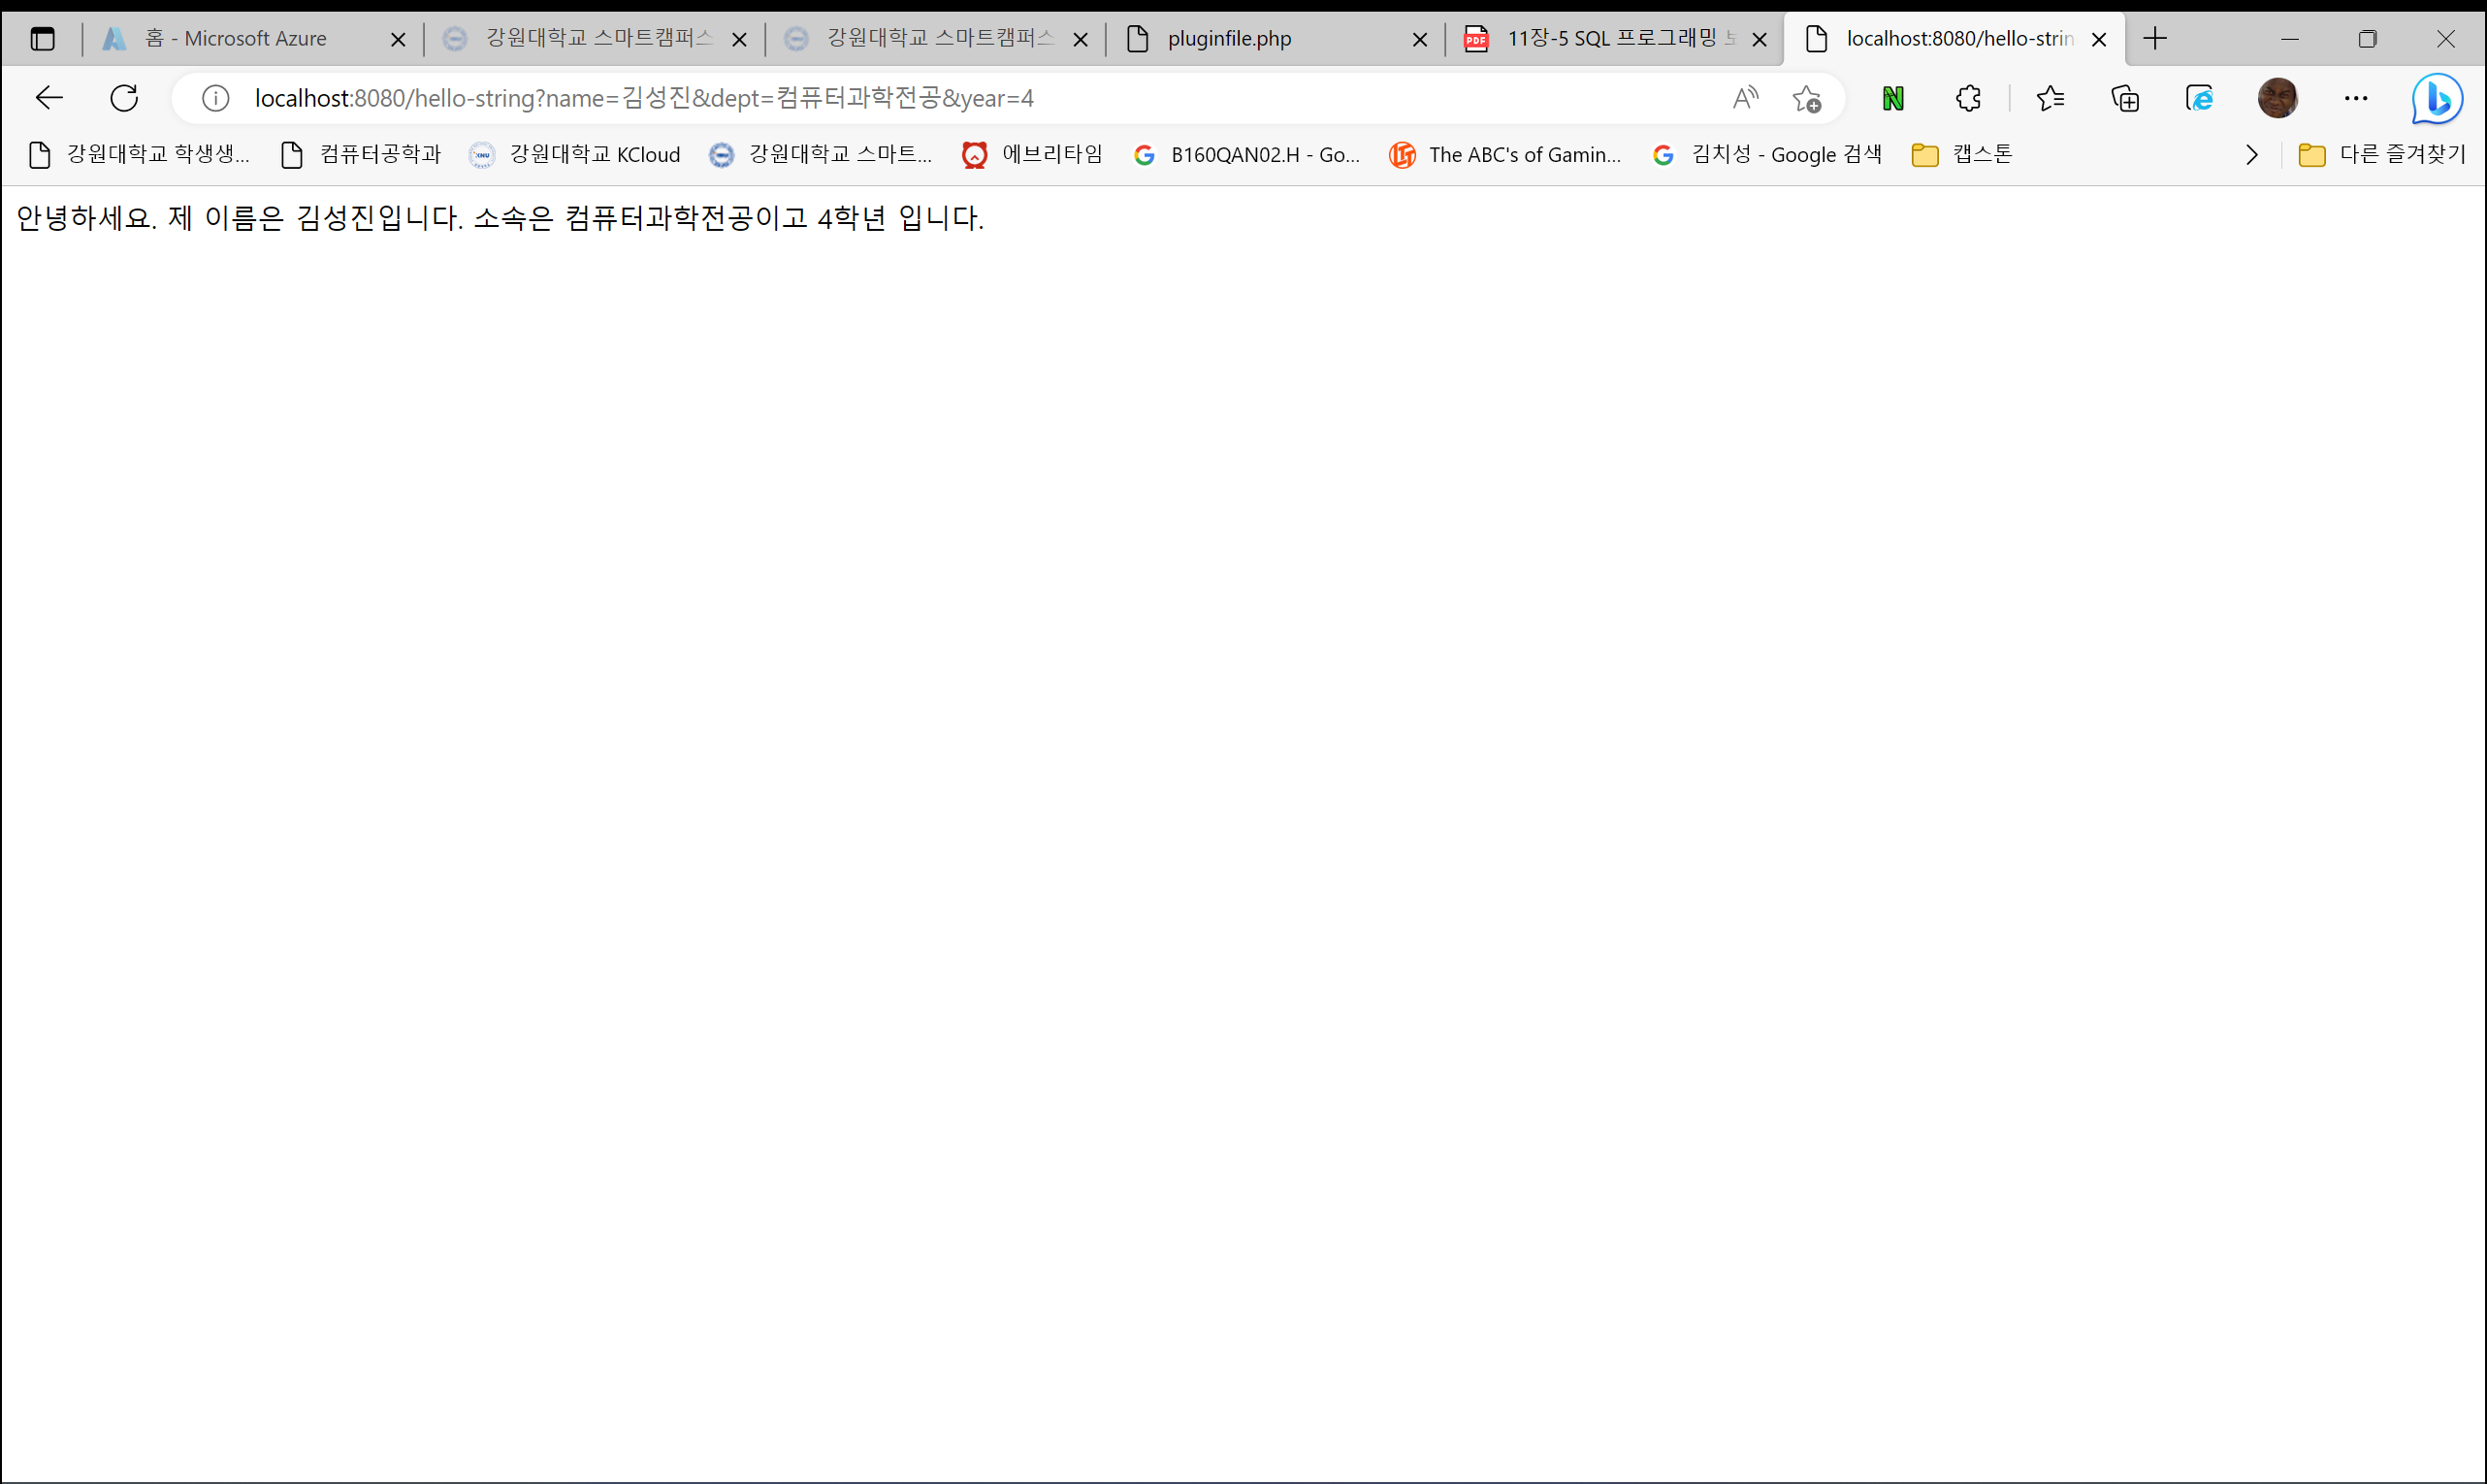 홈 - Microsoft Azure
강원대학교 스마트캠퍼스
강원대학교 스마트캠퍼스
pluginfile.php
11장-5 SQL 프로그래밍
localhost:8080/hello-strin
localhost:8080/hello-string?name=김성진&dept=컴퓨터과학전공&year=4
강원대학교 학생생...
컴퓨터공학과
강원대학교 KCloud
강원대학교 스마트...
에브리타임
B160QAN02.H - Go...
The ABC's of Gamin...
김치성 - Google 검색
캡스톤
다른 즐겨찾기
안녕하세요. 제 이름은 김성진입니다. 소속은 컴퓨터과학전공이고 4학년 입니다.